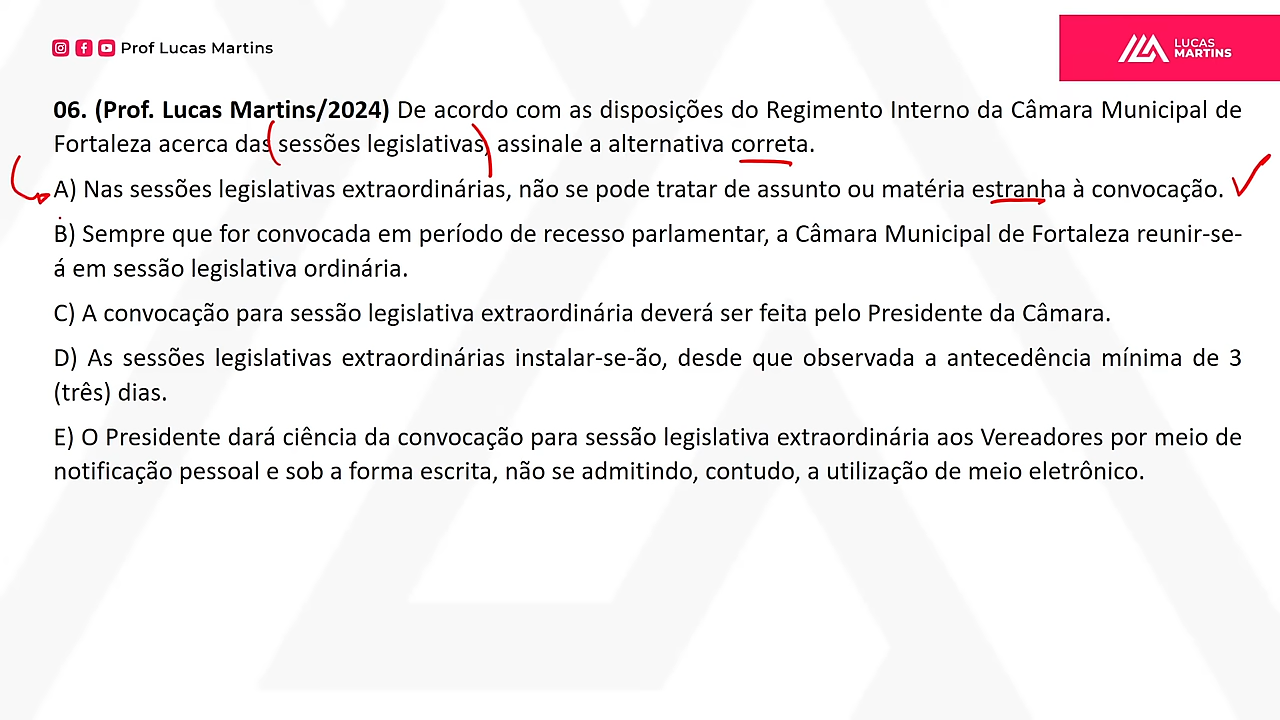 Prof Lucas Martins
LUCAS
MARTINS
06. (Prof. Lucas Martins/2024) De acordo com as disposições do Regimento Interno da Câmara Municipal de
Fortaleza acerca das sessões legislativas, assinale a alternativa correta.
A) Nas sessões legislativas extraordinárias, não se pode tratar de assunto ou matéria estranha à convocação.
B) Sempre que for convocada em período de recesso parlamentar, a Câmara Municipal de Fortaleza reunir-se-
á em sessão legislativa ordinária.
C) A convocação para sessão legislativa extraordinária deverá ser feita pelo Presidente da Câmara.
D) As sessões legislativas extraordinárias instalar-se-ão, desde que observada a antecedência mínima de 3
(três) dias.
E) O Presidente dará ciência da convocação para sessão legislativa extraordinária aos Vereadores por meio de
notificação pessoal e sob a forma escrita, não se admitindo, contudo, a utilização de meio eletrônico.